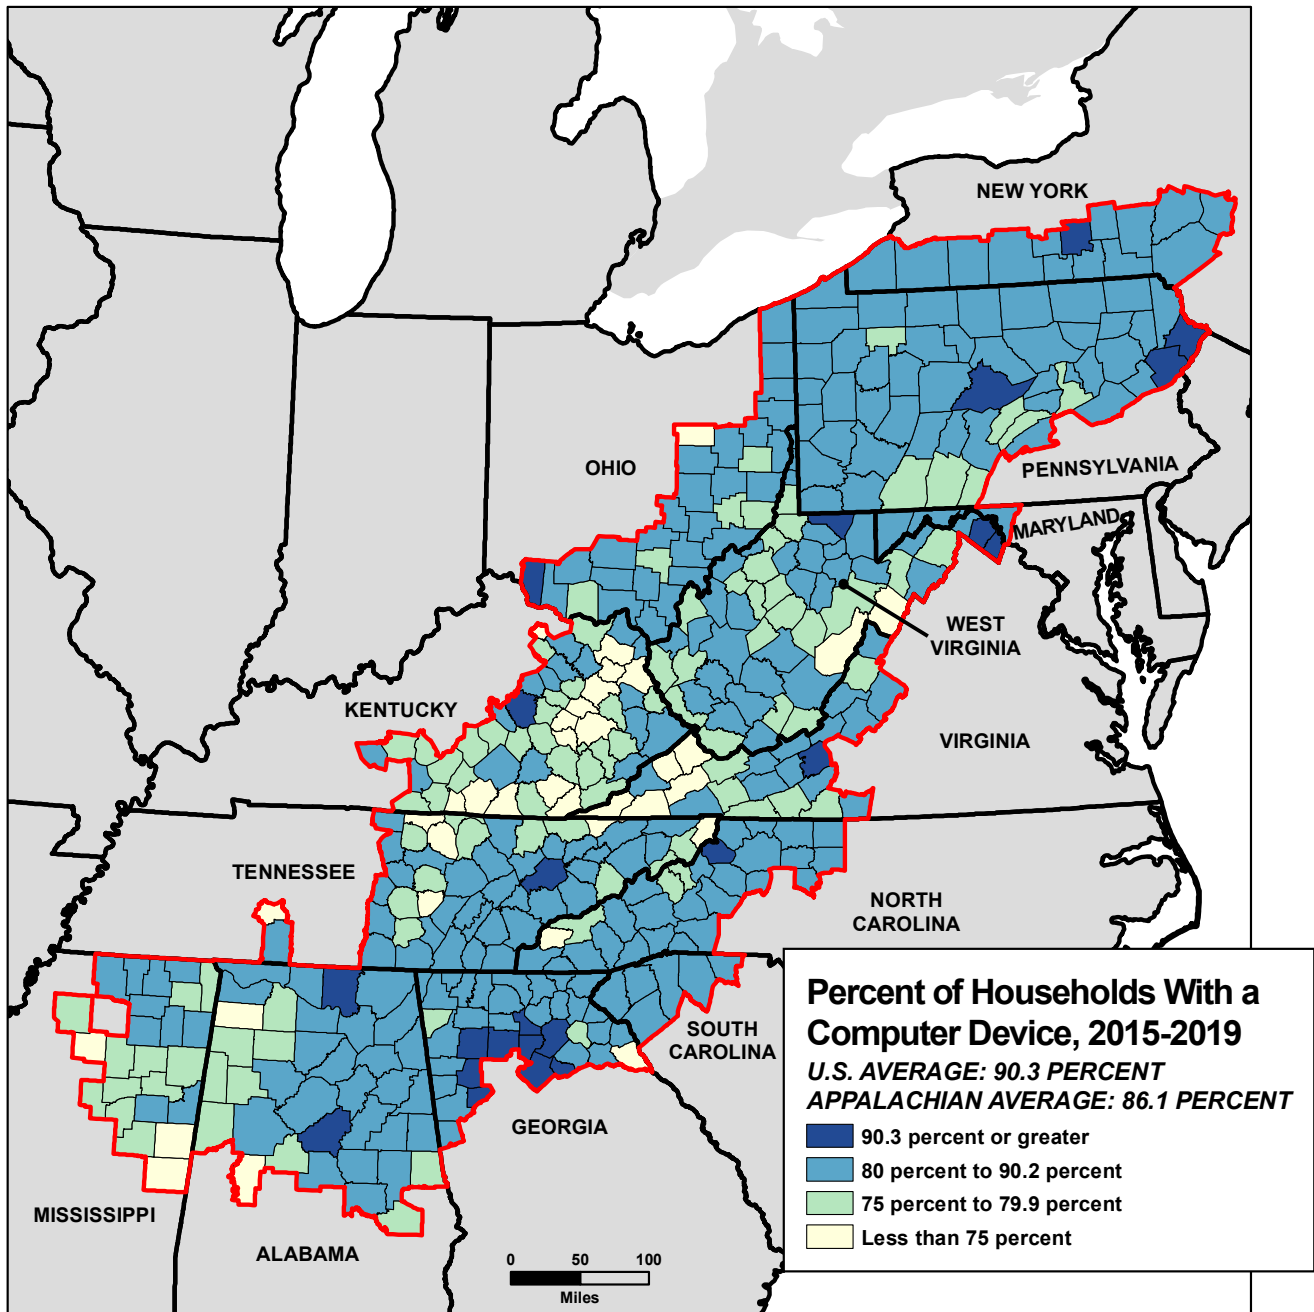 NEW YORK
OHIO
PENNSYLVANIA
MARYLAND
WEST
VIRGINIA
KENTUCKY
VIRGINIA
TENNESSEE
NORTH
CAROLINA
SOUTH
CAROLINA
GEORGIA
MISSISSIPPI
ALABAMA
0 50 100
Miles
Percent of Households With a
Computer Device, 2015-2019
U.S. AVERAGE: 90.3 PERCENT
APPALACHIAN AVERAGE: 86.1 PERCENT
90.3 percent or greater
80 percent to 90.2 percent
75 percent to 79.9 percent
Less than 75 percent